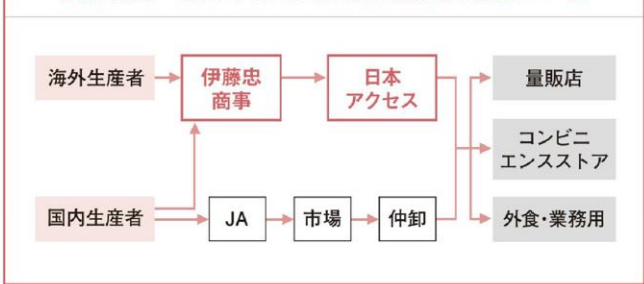 海外生産者
伊藤忠
商事
日本
アクセス
量販店
コンビニ
エンスストア
国内生産者
JA
市場
仲卸
外食・業務用